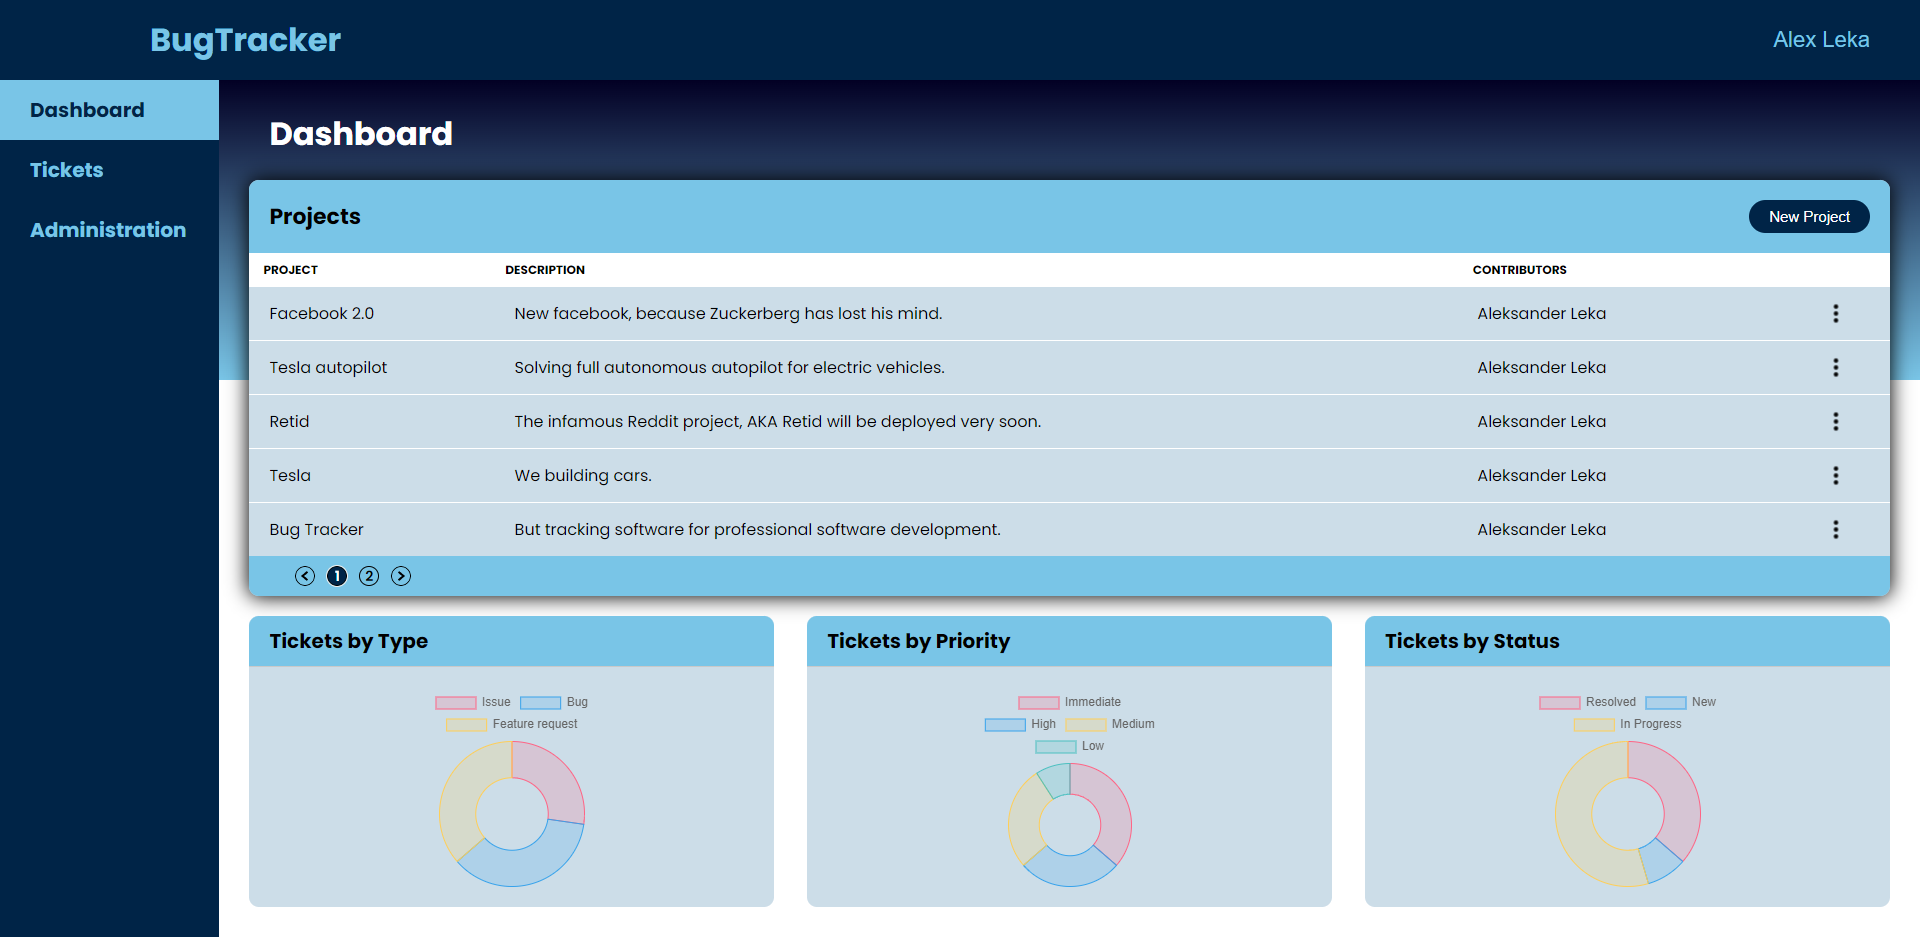 BugTracker
Alex Leka
Dashboard
Tickets
Administration
Dashboard
Projects
New Project
PROJECT DESCRIPTION CONTRIBUTORS
Facebook 2.0 New facebook, because Zuckerberg has lost his mind. Aleksander Leka
Tesla autopilot Solving full autonomous autopilot for electric vehicles. Aleksander Leka
Retid The infamous Reddit project, AKA Retid will be deployed very soon. Aleksander Leka
Tesla We building cars. Aleksander Leka
Bug Tracker But tracking software for professional software development. Aleksander Leka
1 2
Tickets by Type
Issue Bug
Feature request
Tickets by Priority
Immediate
High Medium
Low
Tickets by Status
Resolved New
In Progress